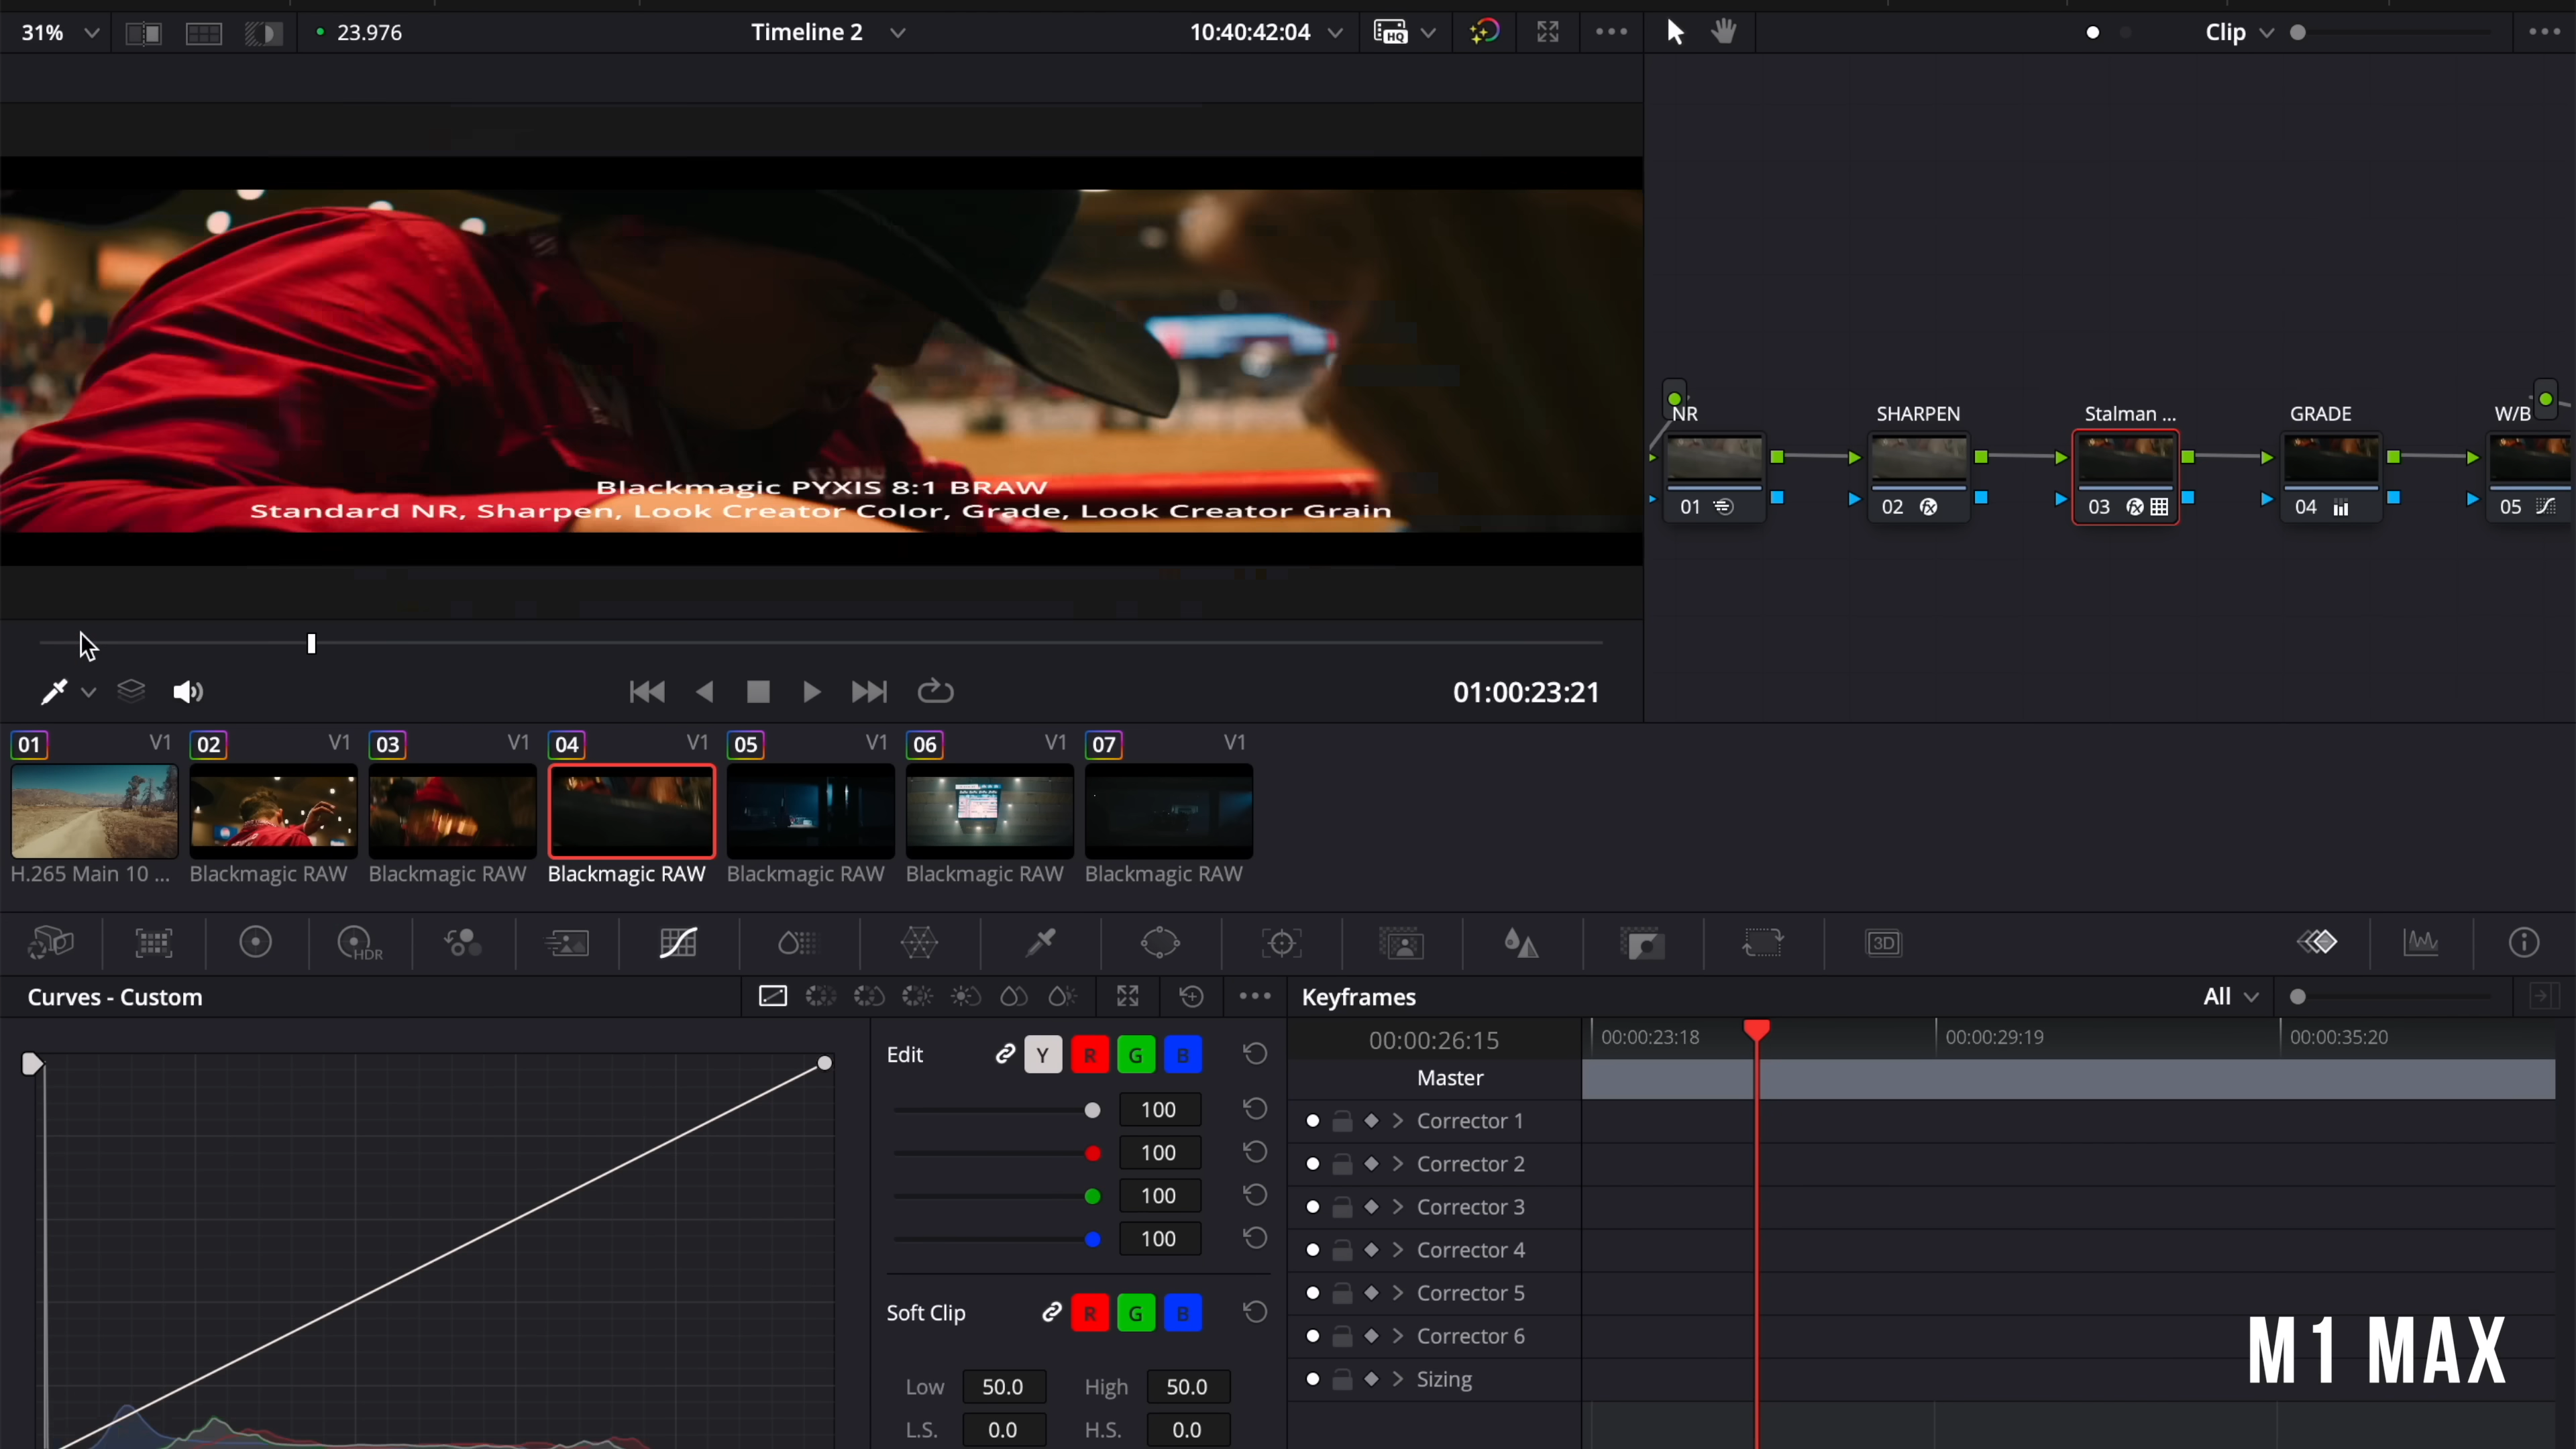 31%
23.976
Timeline 2
10:40:42:04
HQ
Clip
Blackmagic PYXIS 8:1 BRAW
Standard NR, Sharpen, Look Creator Color, Grade, Look Creator Grain
NR
SHARPEN
Stalman ...
GRADE
W/B
01
02
03
04
05
01:00:23:21
01 V1
02 V1
03 V1
04 V1
05 V1
06 V1
07 V1
H.265 Main 10 ...
Blackmagic RAW
Blackmagic RAW
Blackmagic RAW
Blackmagic RAW
Blackmagic RAW
Blackmagic RAW
HDR
3D
Curves - Custom
Edit
Y R G B
100
100
100
100
Soft Clip
R G B
Low 50.0 High 50.0
L.S. 0.0 H.S. 0.0
Keyframes
All
00:00:26:15
00:00:23:18
00:00:29:19
00:00:35:20
Master
Corrector 1
Corrector 2
Corrector 3
Corrector 4
Corrector 5
Corrector 6
Sizing
M1 MAX